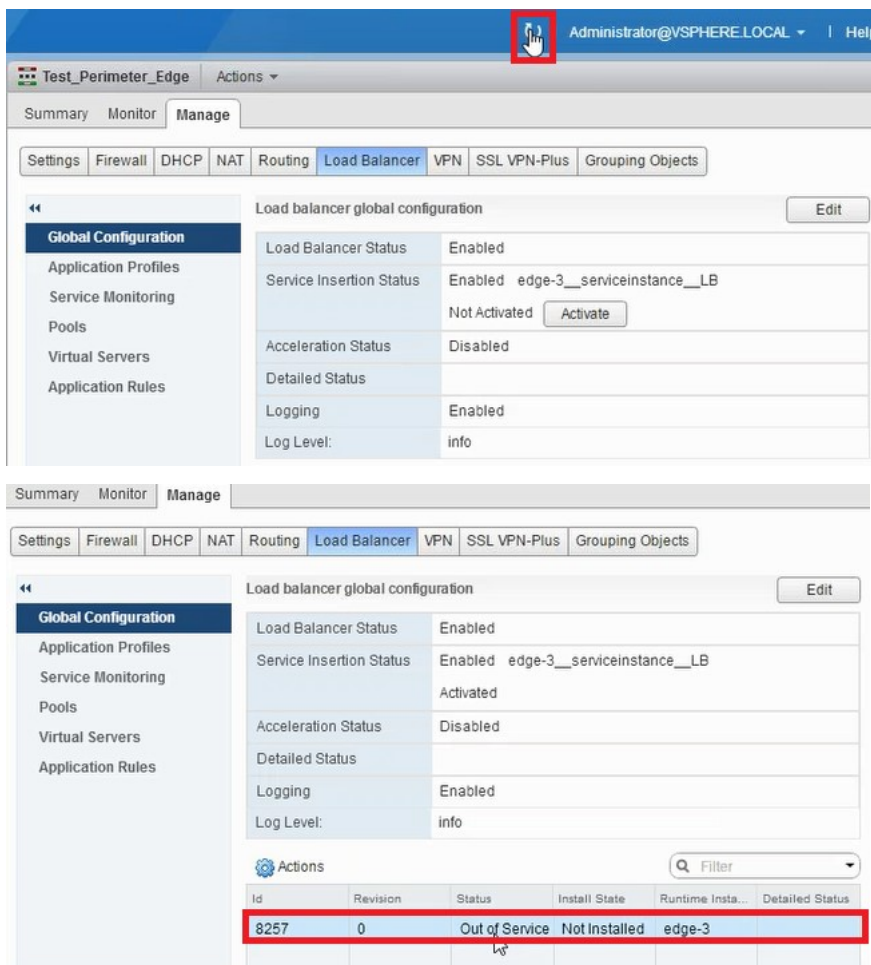 Administrator@VSPHERE.LOCAL | Hel
Test_Perimeter_Edge Actions
Summary Monitor Manage
Settings Firewall DHCP NAT Routing Load Balancer VPN SSL VPN-Plus Grouping Objects
Load balancer global configuration Edit
Global Configuration
Application Profiles
Service Monitoring
Pools
Virtual Servers
Application Rules
Load Balancer Status Enabled
Service Insertion Status Enabled edge-3__serviceinstance__LB
Not Activated Activate
Acceleration Status Disabled
Detailed Status
Logging Enabled
Log Level: info
Summary Monitor Manage
Settings Firewall DHCP NAT Routing Load Balancer VPN SSL VPN-Plus Grouping Objects
Load balancer global configuration Edit
Global Configuration
Application Profiles
Service Monitoring
Pools
Virtual Servers
Application Rules
Load Balancer Status Enabled
Service Insertion Status Enabled edge-3__serviceinstance__LB
Activated
Acceleration Status Disabled
Detailed Status
Logging Enabled
Log Level: info
Actions Filter
Id Revision Status Install State Runtime Insta... Detailed Status
8257 0 Out of Service Not Installed edge-3